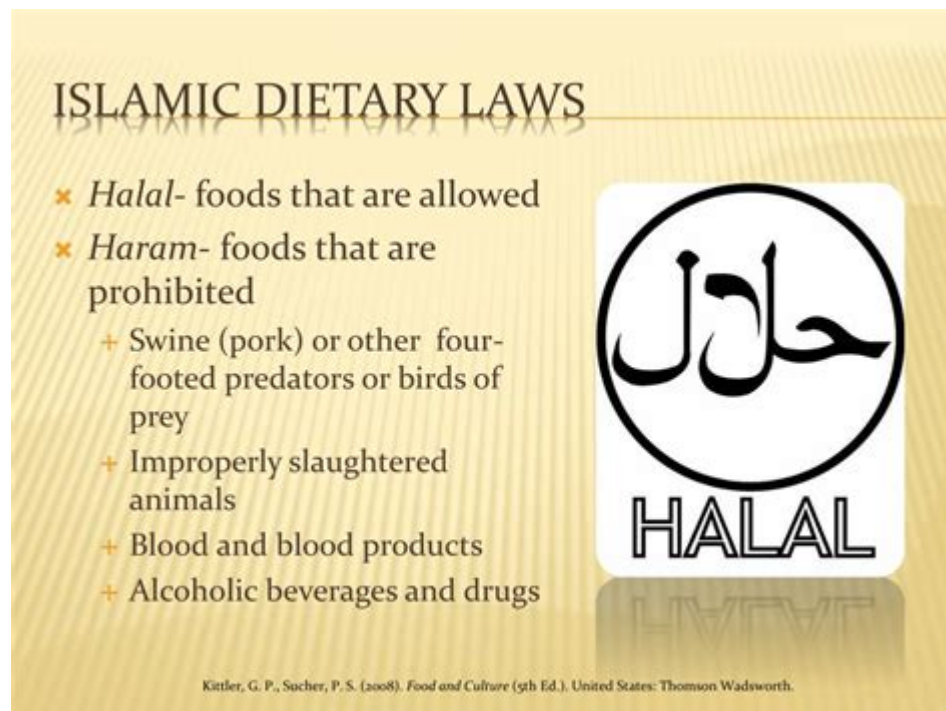 ISLAMIC DIETARY LAWS
Halal- foods that are allowed
Haram- foods that are
prohibited
Swine (pork) or other four-
footed predators or birds of
prey
Improperly slaughtered
animals
Blood and blood products
Alcoholic beverages and drugs
حلال
HALAL
Kittler, G. P., Sucher, P. S. (2008). Food and Culture (5th Ed.). United States: Thomson Wadsworth.